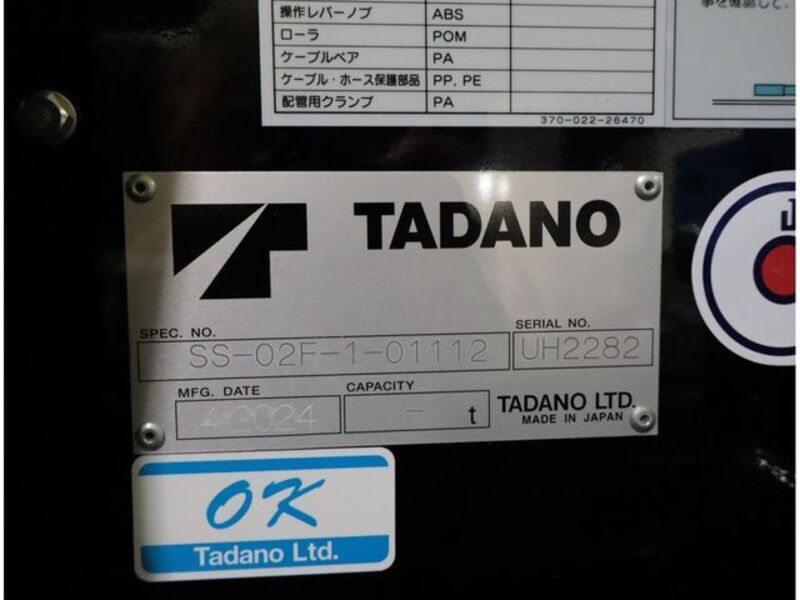 操作レバーノブ ABS
ローラ POM
ケーブルベア PA
ケーブル・ホース保護部品 PP, PE
配管用クランプ PA
370-022-26470
TADANO
SPEC. NO. SERIAL NO.
SS-02F-1-01112 UH2282
MFG. DATE CAPACITY
2024 - t
TADANO LTD.
MADE IN JAPAN
OK
Tadano Ltd.